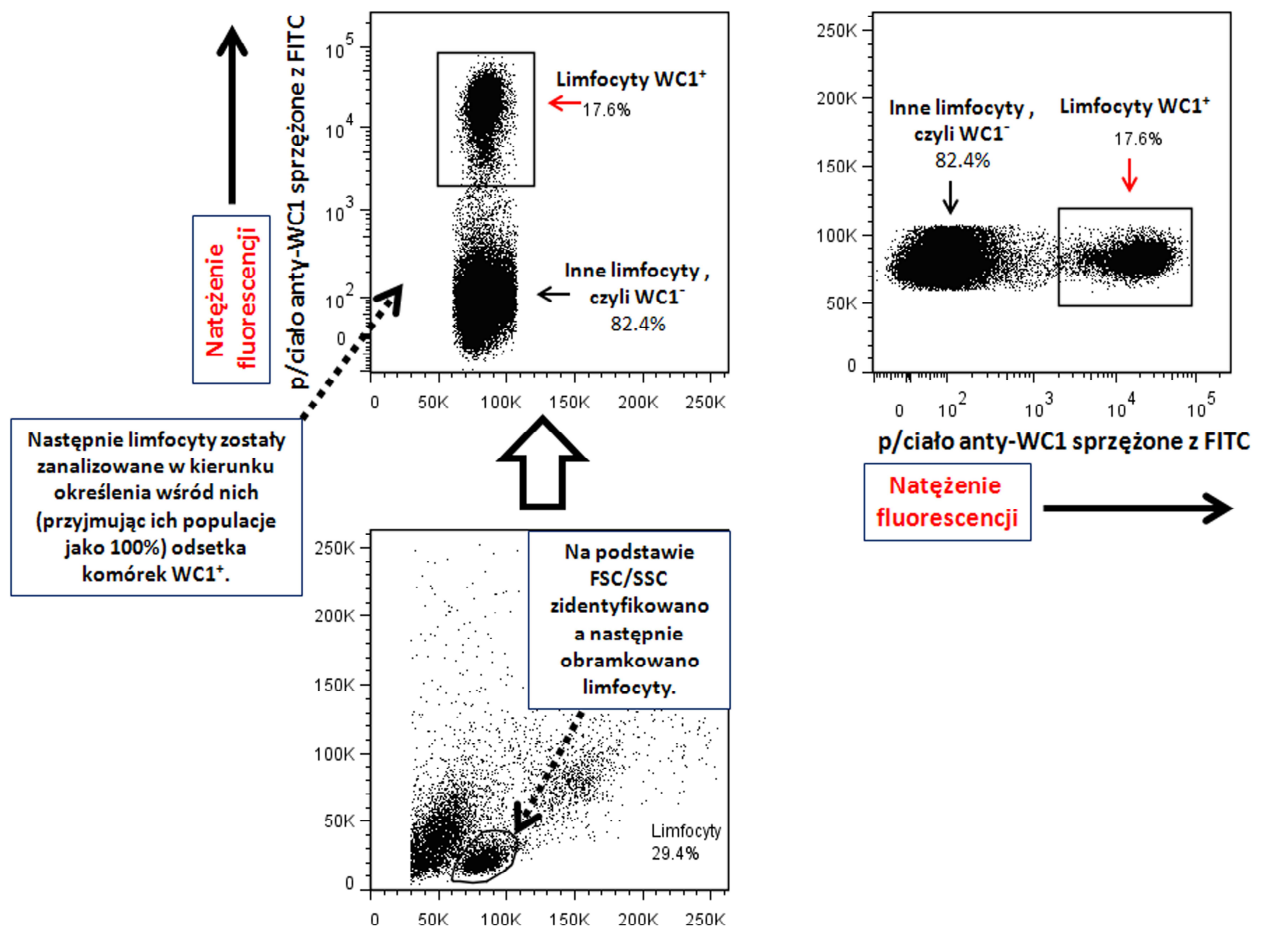 Natężenie
fluorescencji
p/ciało anty-WC1 sprzężone z FITC
10⁵
10⁴
10³
10²
0
Limfocyty WC1⁺
17.6%
Inne limfocyty ,
czyli WC1⁻
82.4%
0 50K 100K 150K 200K 250K
250K
200K
150K
100K
50K
0
Inne limfocyty ,
czyli WC1⁻
82.4%
Limfocyty WC1⁺
17.6%
0 10² 10³ 10⁴ 10⁵
p/ciało anty-WC1 sprzężone z FITC
Natężenie
fluorescencji
Następnie limfocyty zostały
zanalizowane w kierunku
określenia wśród nich
(przyjmując ich populacje
jako 100%) odsetka
komórek WC1⁺.
Na podstawie
FSC/SSC
zidentyfikowano
a następnie
obramkowano
limfocyty.
250K
200K
150K
100K
50K
0
Limfocyty
29.4%
0 50K 100K 150K 200K 250K